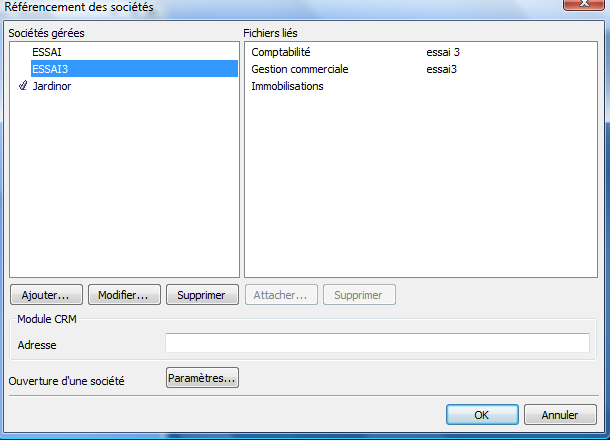 Référencement des sociétés
Sociétés gérées
Fichiers liés
ESSAI
ESSAI3
Jardinor
Comptabilité essai 3
Gestion commerciale essai3
Immobilisations
Ajouter... Modifier... Supprimer Attacher... Supprimer
Module CRM
Adresse
Ouverture d'une société Paramètres...
OK Annuler